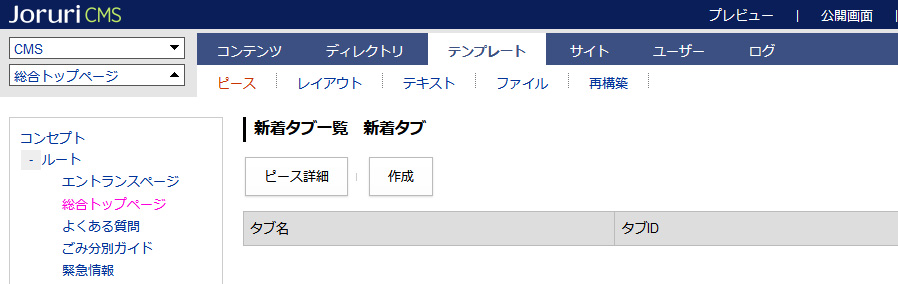 Joruri CMS
プレビュー | 公開画面
CMS
総合トップページ
コンテンツ ディレクトリ テンプレート サイト ユーザー ログ
ピース レイアウト テキスト ファイル 再構築
コンセプト
- ルート
エントランスページ
総合トップページ
よくある質問
ごみ分別ガイド
緊急情報
新着タブ一覧 新着タブ
ピース詳細 | 作成
タブ名 タブID